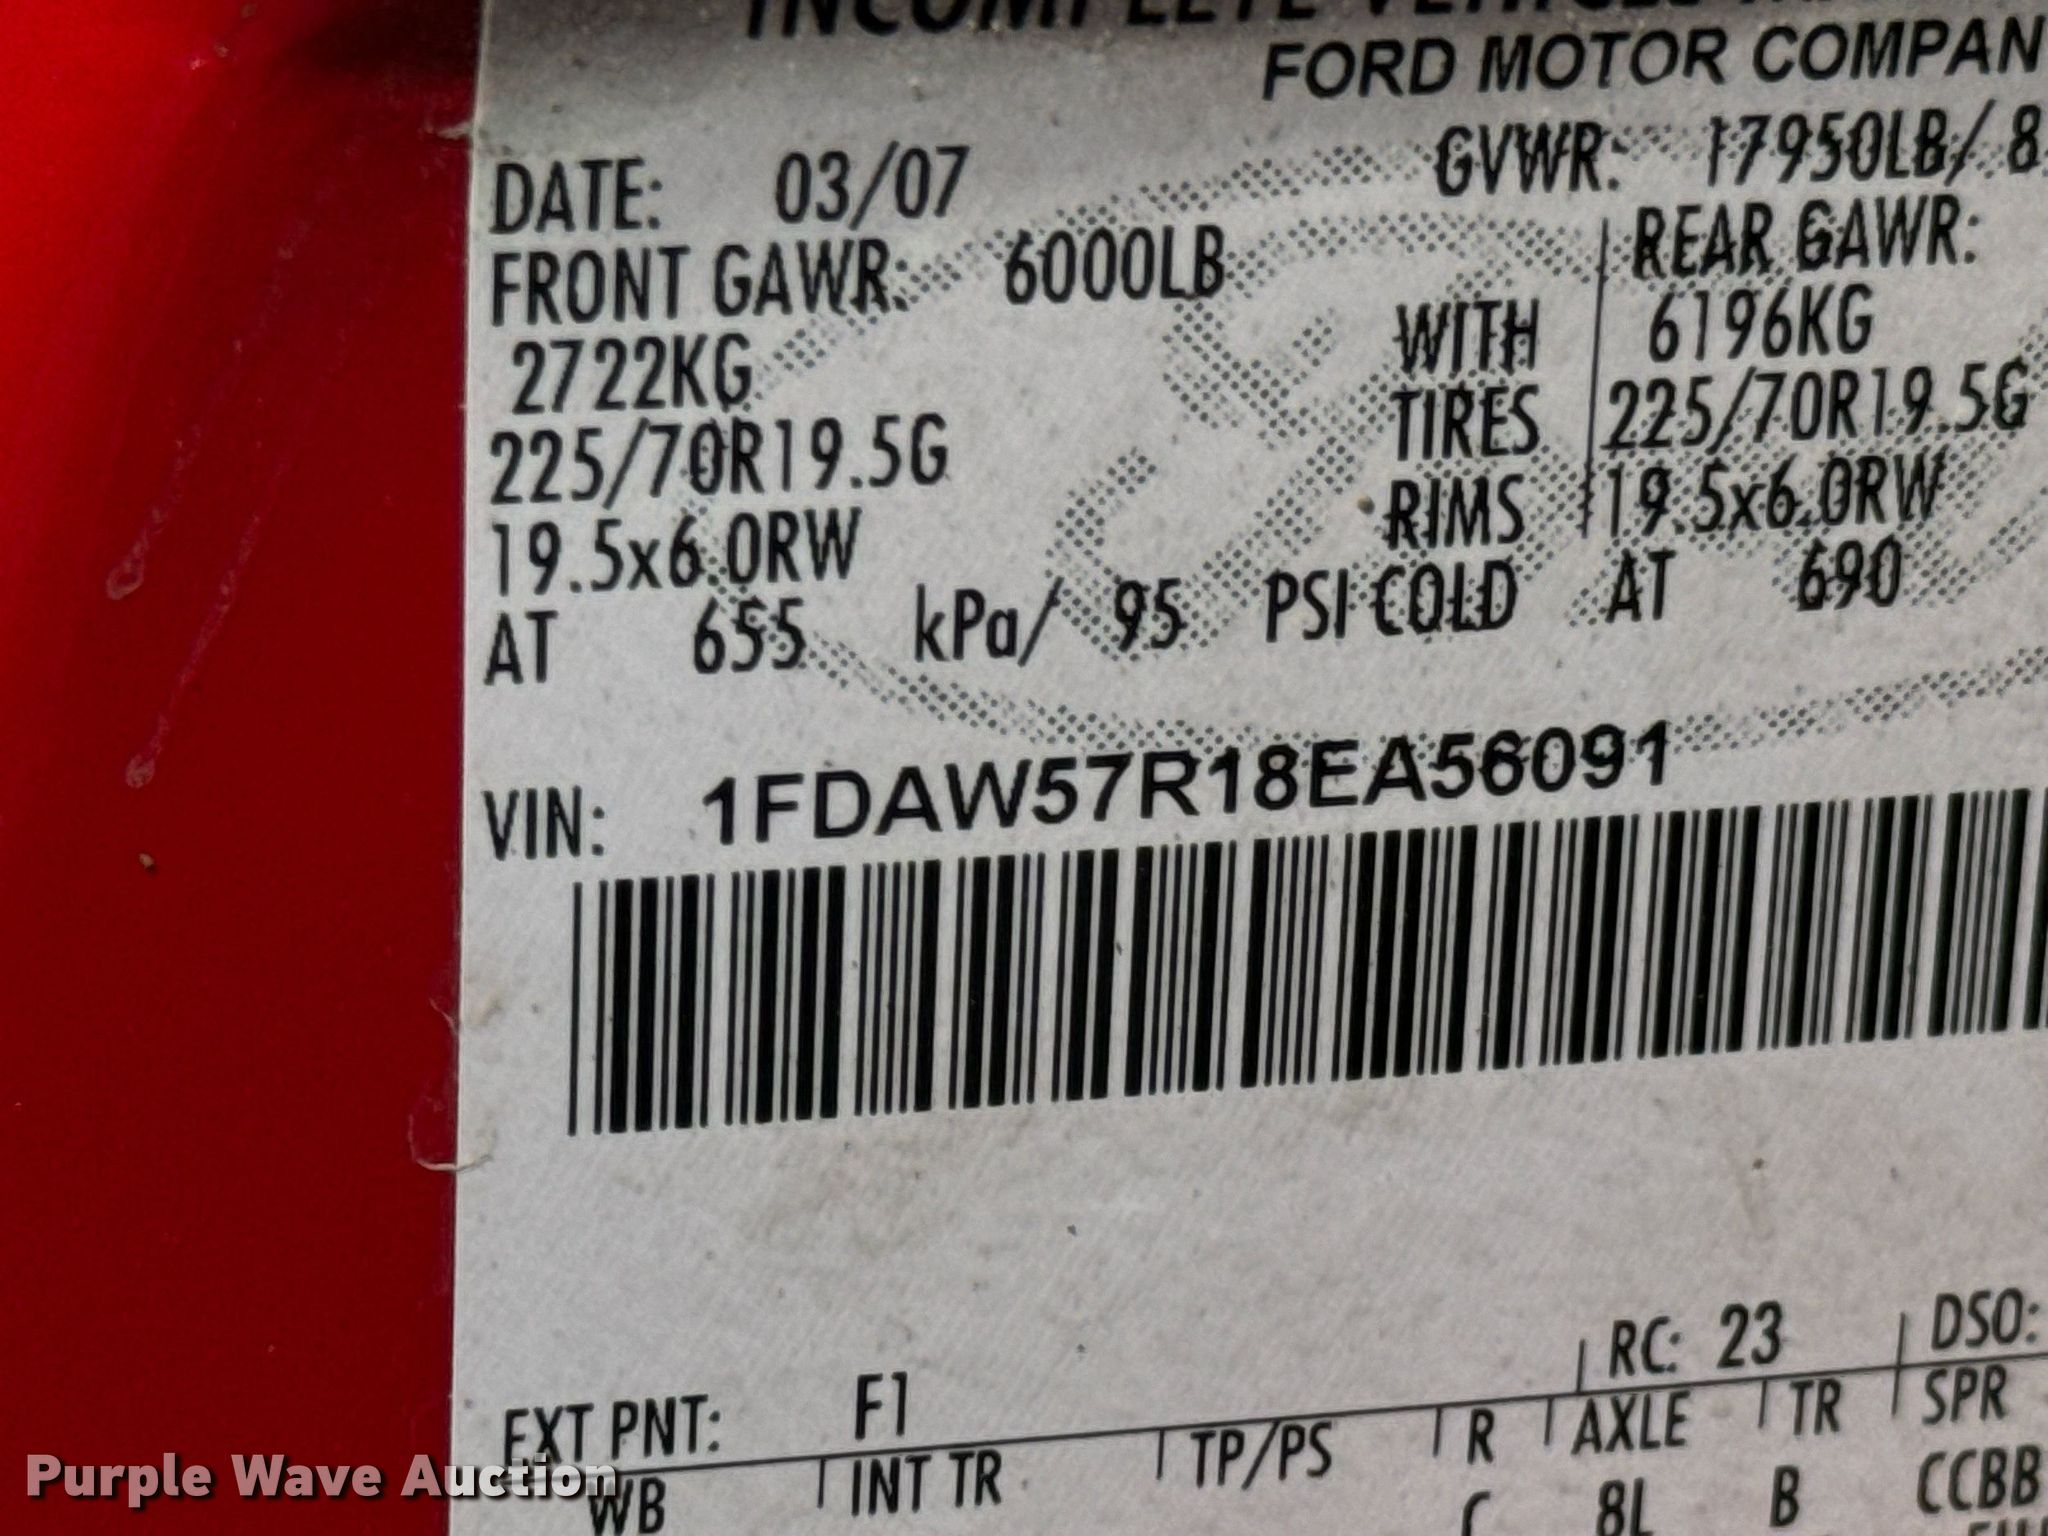 INCOMPLETE VEHICLE
FORD MOTOR COMPAN
DATE: 03/07 GVWR: 17950LB/ 8
FRONT GAWR: 6000LB REAR GAWR:
2722KG WITH 6196KG
225/70R19.5G TIRES 225/70R19.5G
19.5x6.0RW RIMS 19.5x6.0RW
AT 655 kPa/ 95 PSI COLD AT 690
VIN: 1FDAW57R18EA56091
RC: 23 DSO:
EXT PNT: F1
WB INT TR TP/PS R AXLE TR SPR
8L B CCBB
Purple Wave Auction